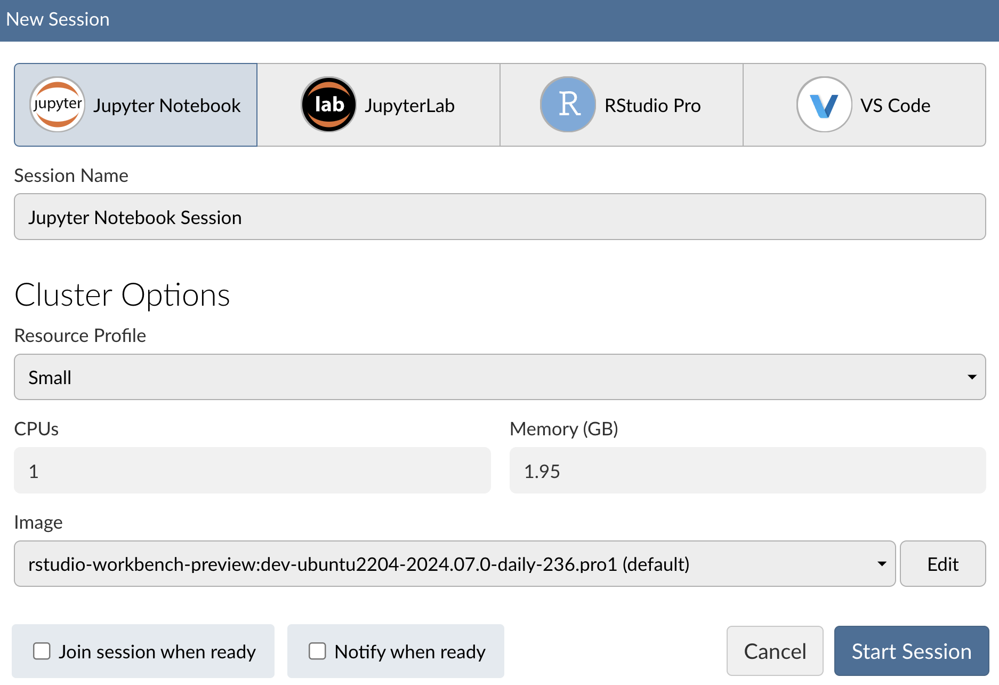 New Session
jupyter Jupyter Notebook lab JupyterLab R RStudio Pro VS Code
Session Name
Jupyter Notebook Session
Cluster Options
Resource Profile
Small
CPUs Memory (GB)
1 1.95
Image
rstudio-workbench-preview:dev-ubuntu2204-2024.07.0-daily-236.pro1 (default) Edit
Join session when ready Notify when ready Cancel Start Session